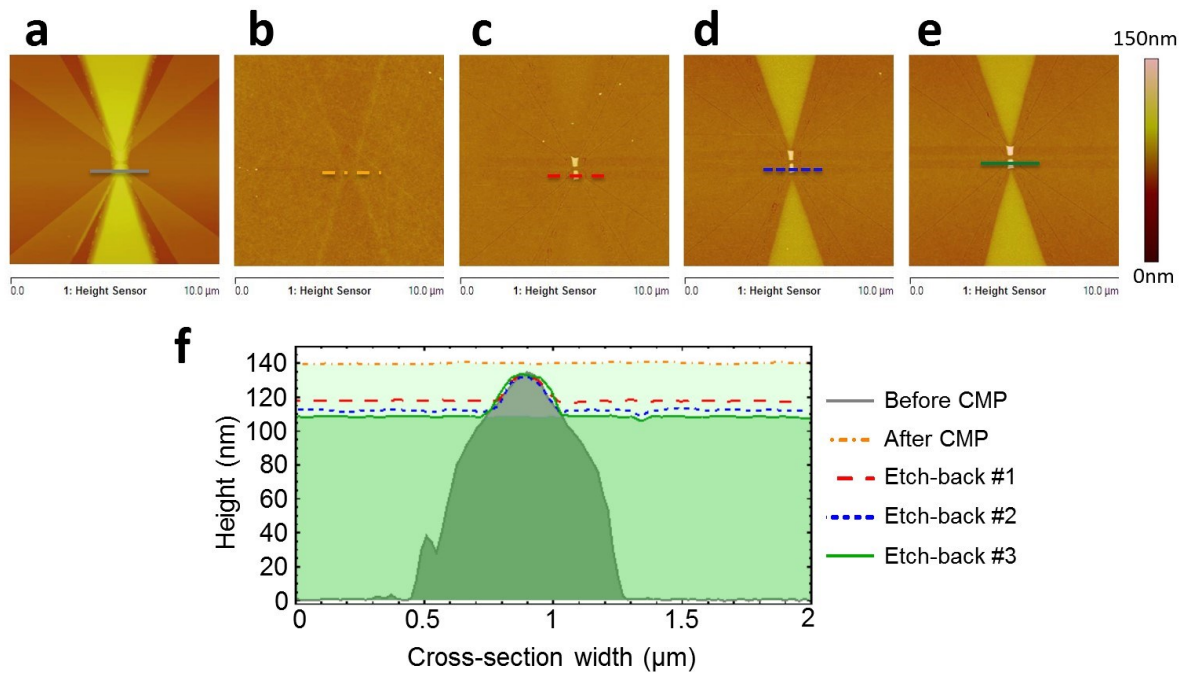 a b c d e
150nm
0nm
0.0 1: Height Sensor 10.0 µm
0.0 1: Height Sensor 10.0 µm
0.0 1: Height Sensor 10.0 µm
0.0 1: Height Sensor 10.0 µm
0.0 1: Height Sensor 10.0 µm
f
Height (nm)
140
120
100
80
60
40
20
0
0 0.5 1 1.5 2
Cross-section width (µm)
Before CMP
After CMP
Etch-back #1
Etch-back #2
Etch-back #3